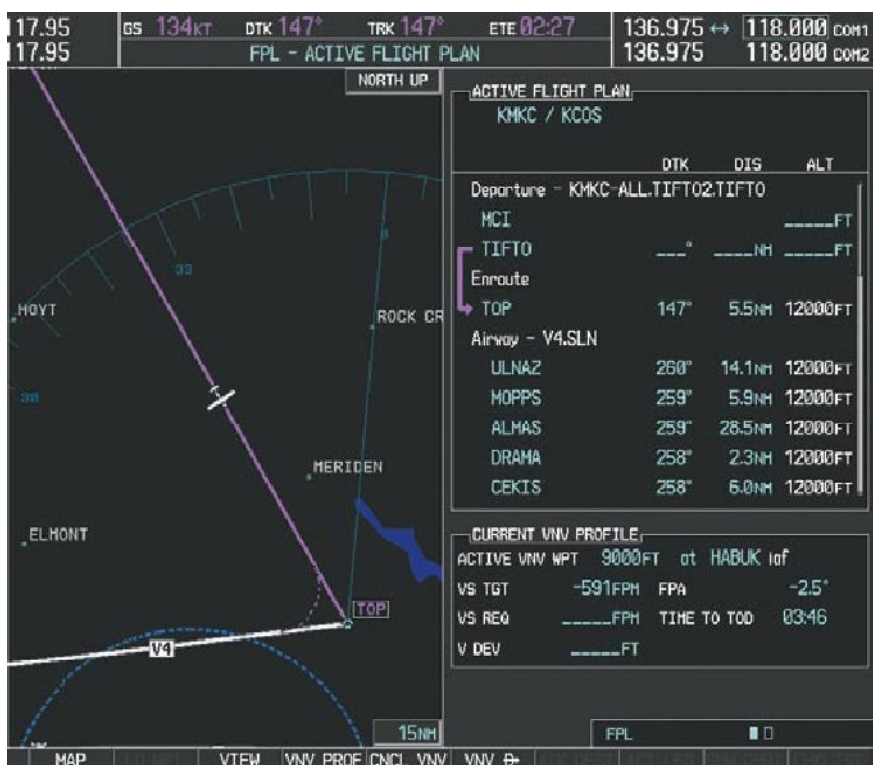 117.95 GS 134KT DTK 147° TRK 147° ETE 02:27 136.975 ↔ 118.000 COM1
117.95 FPL - ACTIVE FLIGHT PLAN 136.975 118.000 COM2
NORTH UP
33
30
HOYT
ROCK CR
MERIDEN
ELMONT
TOP
V4
15NM
ACTIVE FLIGHT PLAN
KMKC / KCOS
DTK DIS ALT
Departure - KMKC-ALL.TIFTO2.TIFTO
MCI _____FT
TIFTO ___° ____NM _____FT
Enroute
TOP 147° 5.5NM 12000FT
Airway - V4.SLN
ULNAZ 260° 14.1NM 12000FT
MOPPS 259° 5.9NM 12000FT
ALMAS 259° 28.5NM 12000FT
DRAMA 258° 2.3NM 12000FT
CEKIS 258° 6.0NM 12000FT
CURRENT VNV PROFILE
ACTIVE VNV WPT 9000FT at HABUK iaf
VS TGT -591FPM FPA -2.5°
VS REQ _____FPM TIME TO TOD 03:46
V DEV _____FT
FPL
MAP VIEW VNV PROF CNCL VNV VNV D→